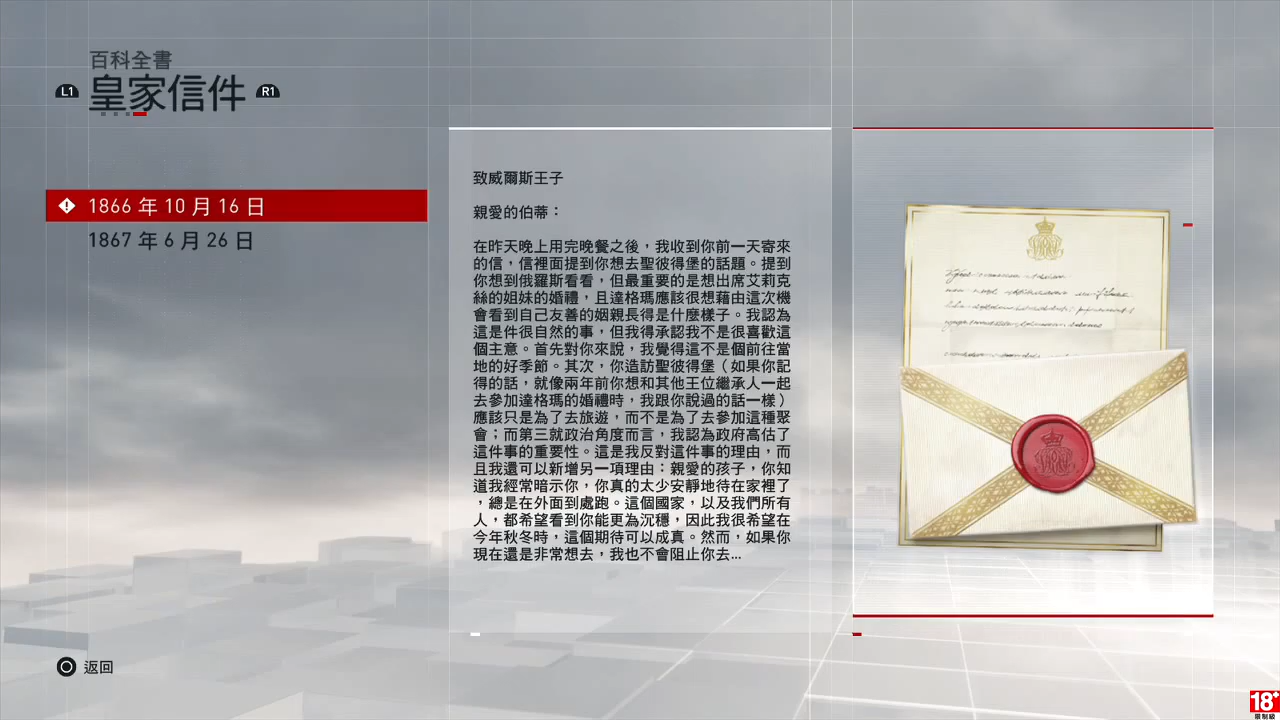 百科全書
L1 皇家信件 R1
1866 年 10 月 16 日
1867 年 6 月 26 日
致威爾斯王子
親愛的伯蒂：
在昨天晚上用完晚餐之後，我收到你前一天寄來
的信，信裡面提到你想去聖彼得堡的話題。提到
你想到俄羅斯看看，但最重要的是想出席艾莉克
絲的姐妹的婚禮，且達格瑪應該很想藉由這次機
會看到自己友善的姻親長得是什麼樣子。我認為
這是件很自然的事，但我得承認我不是很喜歡這
個主意。首先對你來說，我覺得這不是個前往當
地的好季節。其次，你造訪聖彼得堡（如果你記
得的話，就像兩年前你想和其他王位繼承人一起
去參加達格瑪的婚禮時，我跟你說過的話一樣）
應該只是為了去旅遊，而不是為了去參加這種聚
會；而第三就政治角度而言，我認為政府高估了
這件事的重要性。這是我反對這件事的理由，而
且我還可以新增另一項理由：親愛的孩子，你知
道我經常暗示你，你真的太少安靜地待在家裡了
，總是在外面到處跑。這個國家，以及我們所有
人，都希望看到你能更為沉穩，因此我很希望在
今年秋冬時，這個期待可以成真。然而，如果你
現在還是非常想去，我也不會阻止你去...
返回
18+
限制級